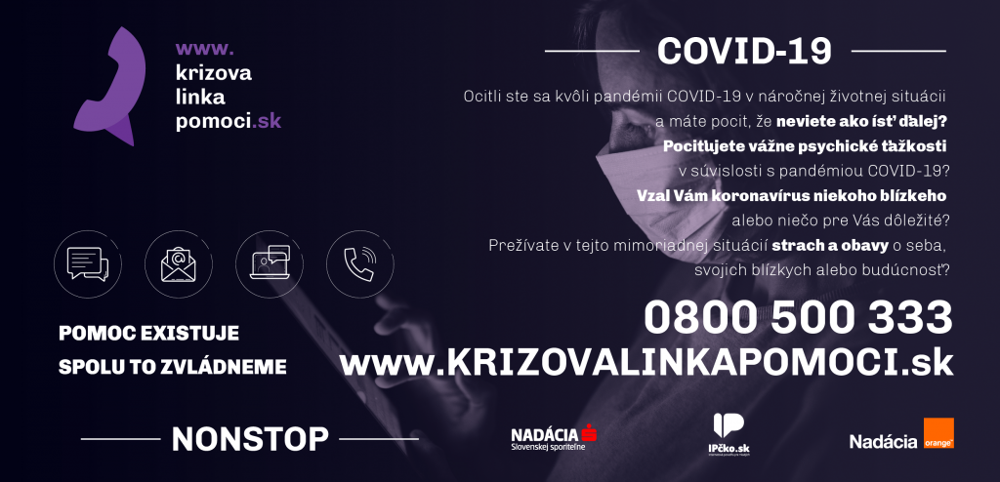 www.
krizova
linka
pomoci.sk
COVID-19
Ocitli ste sa kvôli pandémii COVID-19 v náročnej životnej situácii
a máte pocit, že neviete ako ísť ďalej?
Pociťujete vážne psychické ťažkosti
v súvislosti s pandémiou COVID-19?
Vzal Vám koronavírus niekoho blízkeho
alebo niečo pre Vás dôležité?
Prežívate v tejto mimoriadnej situácií strach a obavy o seba,
svojich blízkych alebo budúcnosť?
POMOC EXISTUJE
SPOLU TO ZVLÁDNEME
0800 500 333
www.KRIZOVALINKAPOMOCI.sk
NONSTOP
NADÁCIA
Slovenskej sporiteľne
IPčko.sk
Nadácia
orange